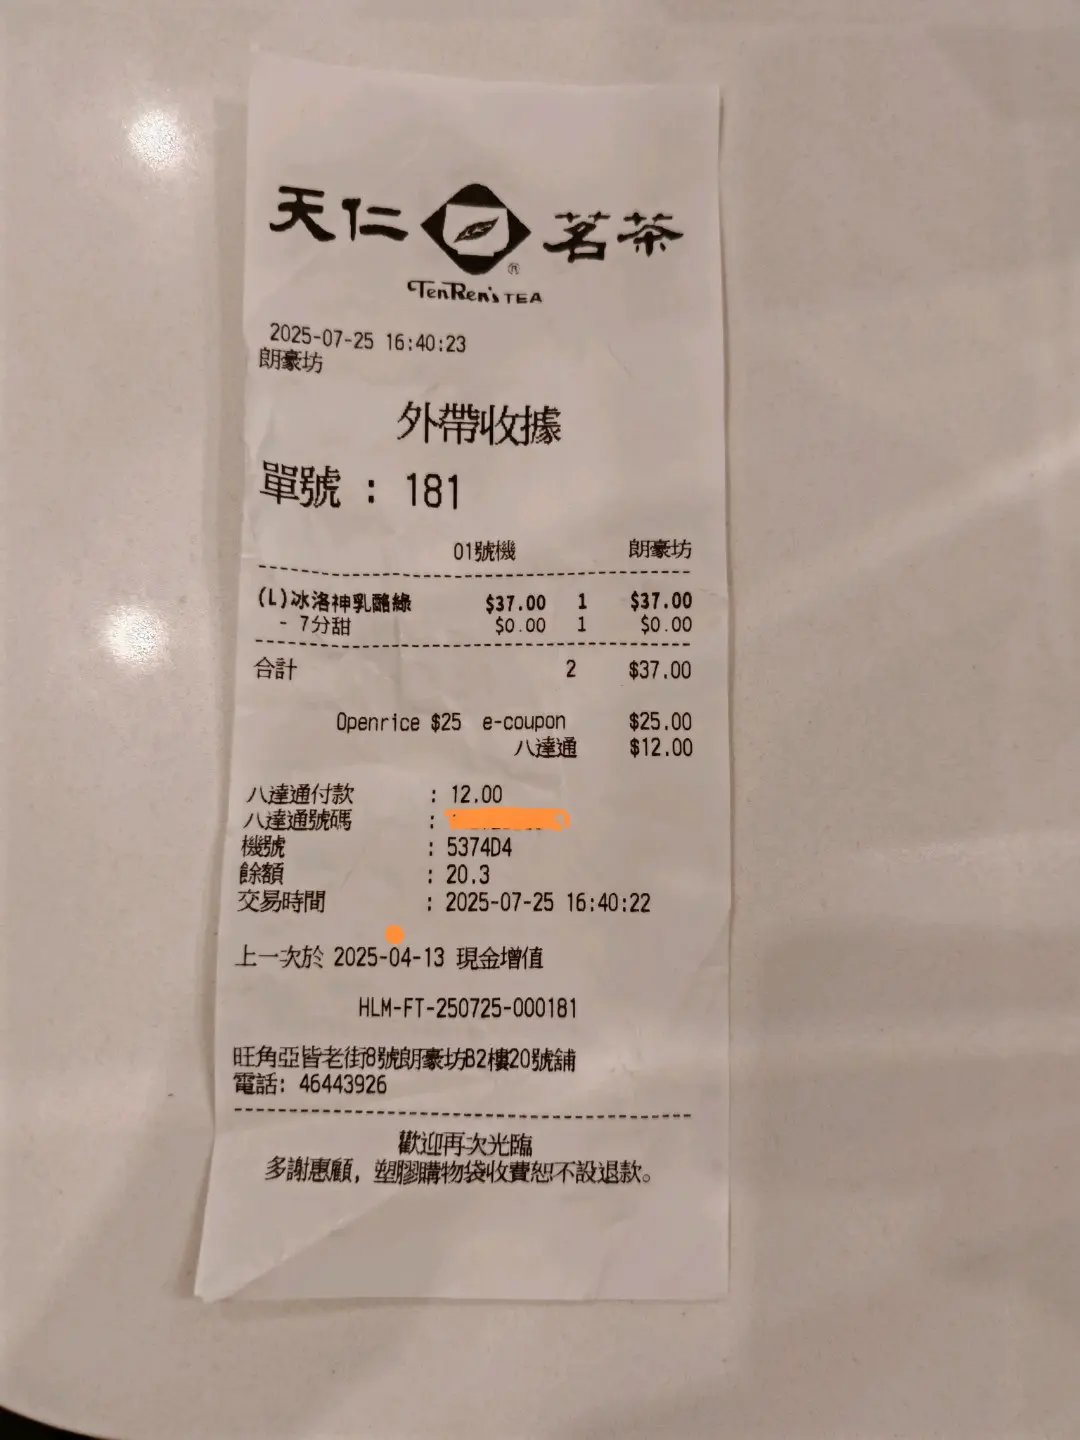 天仁 茗茶
TenRen's TEA
2025-07-25 16:40:23
朗豪坊
外帶收據
單號 : 181
01號機 朗豪坊
(L)冰洛神乳酪綠 $37.00 1 $37.00
- 7分甜 $0.00 1 $0.00
合計 2 $37.00
Openrice $25 e-coupon $25.00
八達通 $12.00
八達通付款 : 12.00
八達通號碼 :
機號 : 5374D4
餘額 : 20.3
交易時間 : 2025-07-25 16:40:22
上一次於 2025-04-13 現金增值
HLM-FT-250725-000181
旺角亞皆老街8號朗豪坊B2樓20號舖
電話: 46443926
歡迎再次光臨
多謝惠顧, 塑膠購物袋收費恕不設退款。